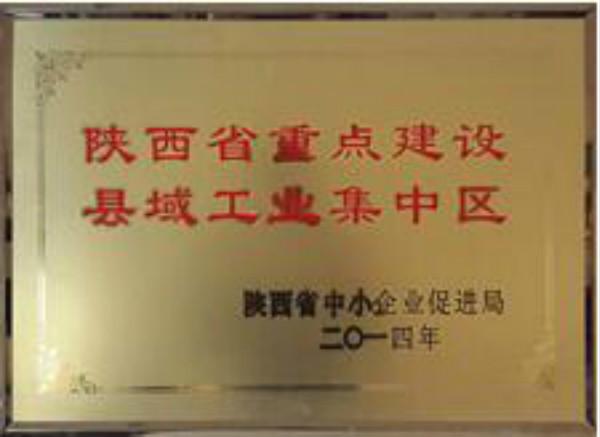 陕西省重点建设
县域工业集中区
陕西省中小企业促进局
二〇一四年